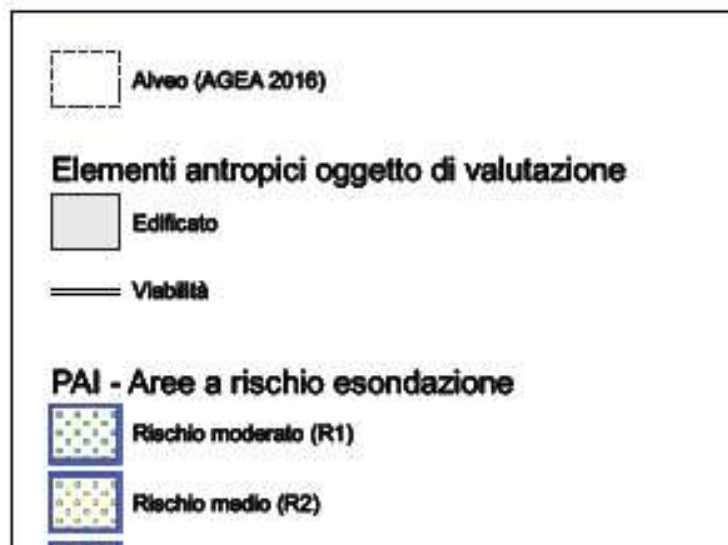 Alveo (AGEA 2016)
Elementi antropici oggetto di valutazione
Edificato
Viabilità
PAI - Aree a rischio esondazione
Rischio moderato (R1)
Rischio medio (R2)